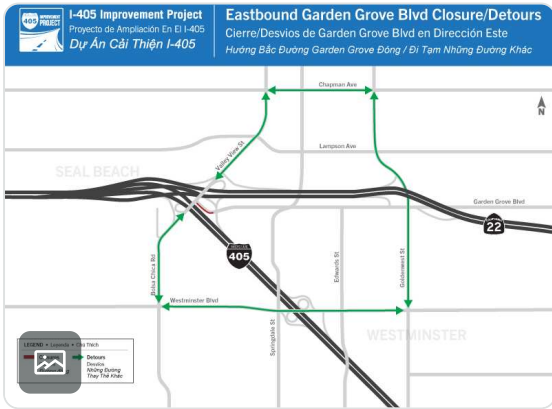 405 IMPROVEMENT PROJECT
I-405 Improvement Project
Proyecto de Ampliación En El I-405
Dự Án Cải Thiện I-405
Eastbound Garden Grove Blvd Closure/Detours
Cierre/Desvios de Garden Grove Blvd en Dirección Este
Hướng Bắc Đường Garden Grove Đông / Đi Tạm Những Đường Khác
Chapman Ave
N
Valley View St
Lampson Ave
SEAL BEACH
Garden Grove Blvd
22
405
Bolsa Chica Rd
Edwards St
Goldenwest St
Westminster Blvd
Springdale St
WESTMINSTER
LEGEND • Leyenda • Chú Thích
Detours
Desvios
Những Đường
Thay Thế Khác